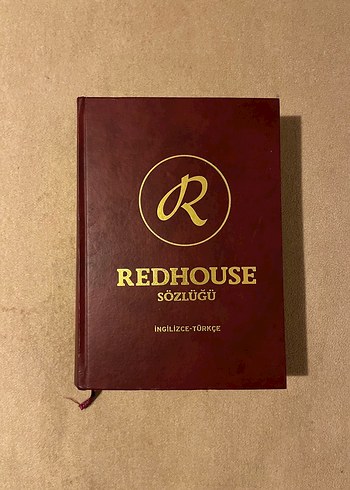 R
REDHOUSE
SÖZLÜĞÜ
İNGİLİZCE-TÜRKÇE